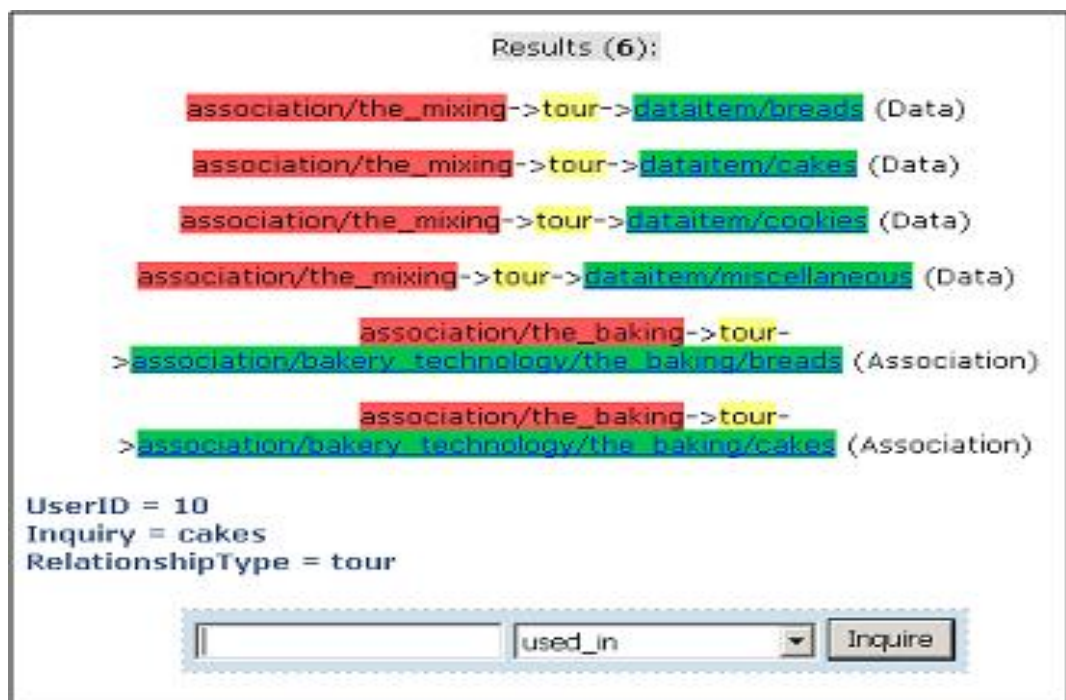 Results (6):
association/the_mixing->tour->dataitem/breads (Data)
association/the_mixing->tour->dataitem/cakes (Data)
association/the_mixing->tour->dataitem/cookies (Data)
association/the_mixing->tour->dataitem/miscellaneous (Data)
association/the_baking->tour-
>association/bakery_technology/the_baking/breads (Association)
association/the_baking->tour-
>association/bakery_technology/the_baking/cakes (Association)
UserID = 10
Inquiry = cakes
RelationshipType = tour
used_in Inquire